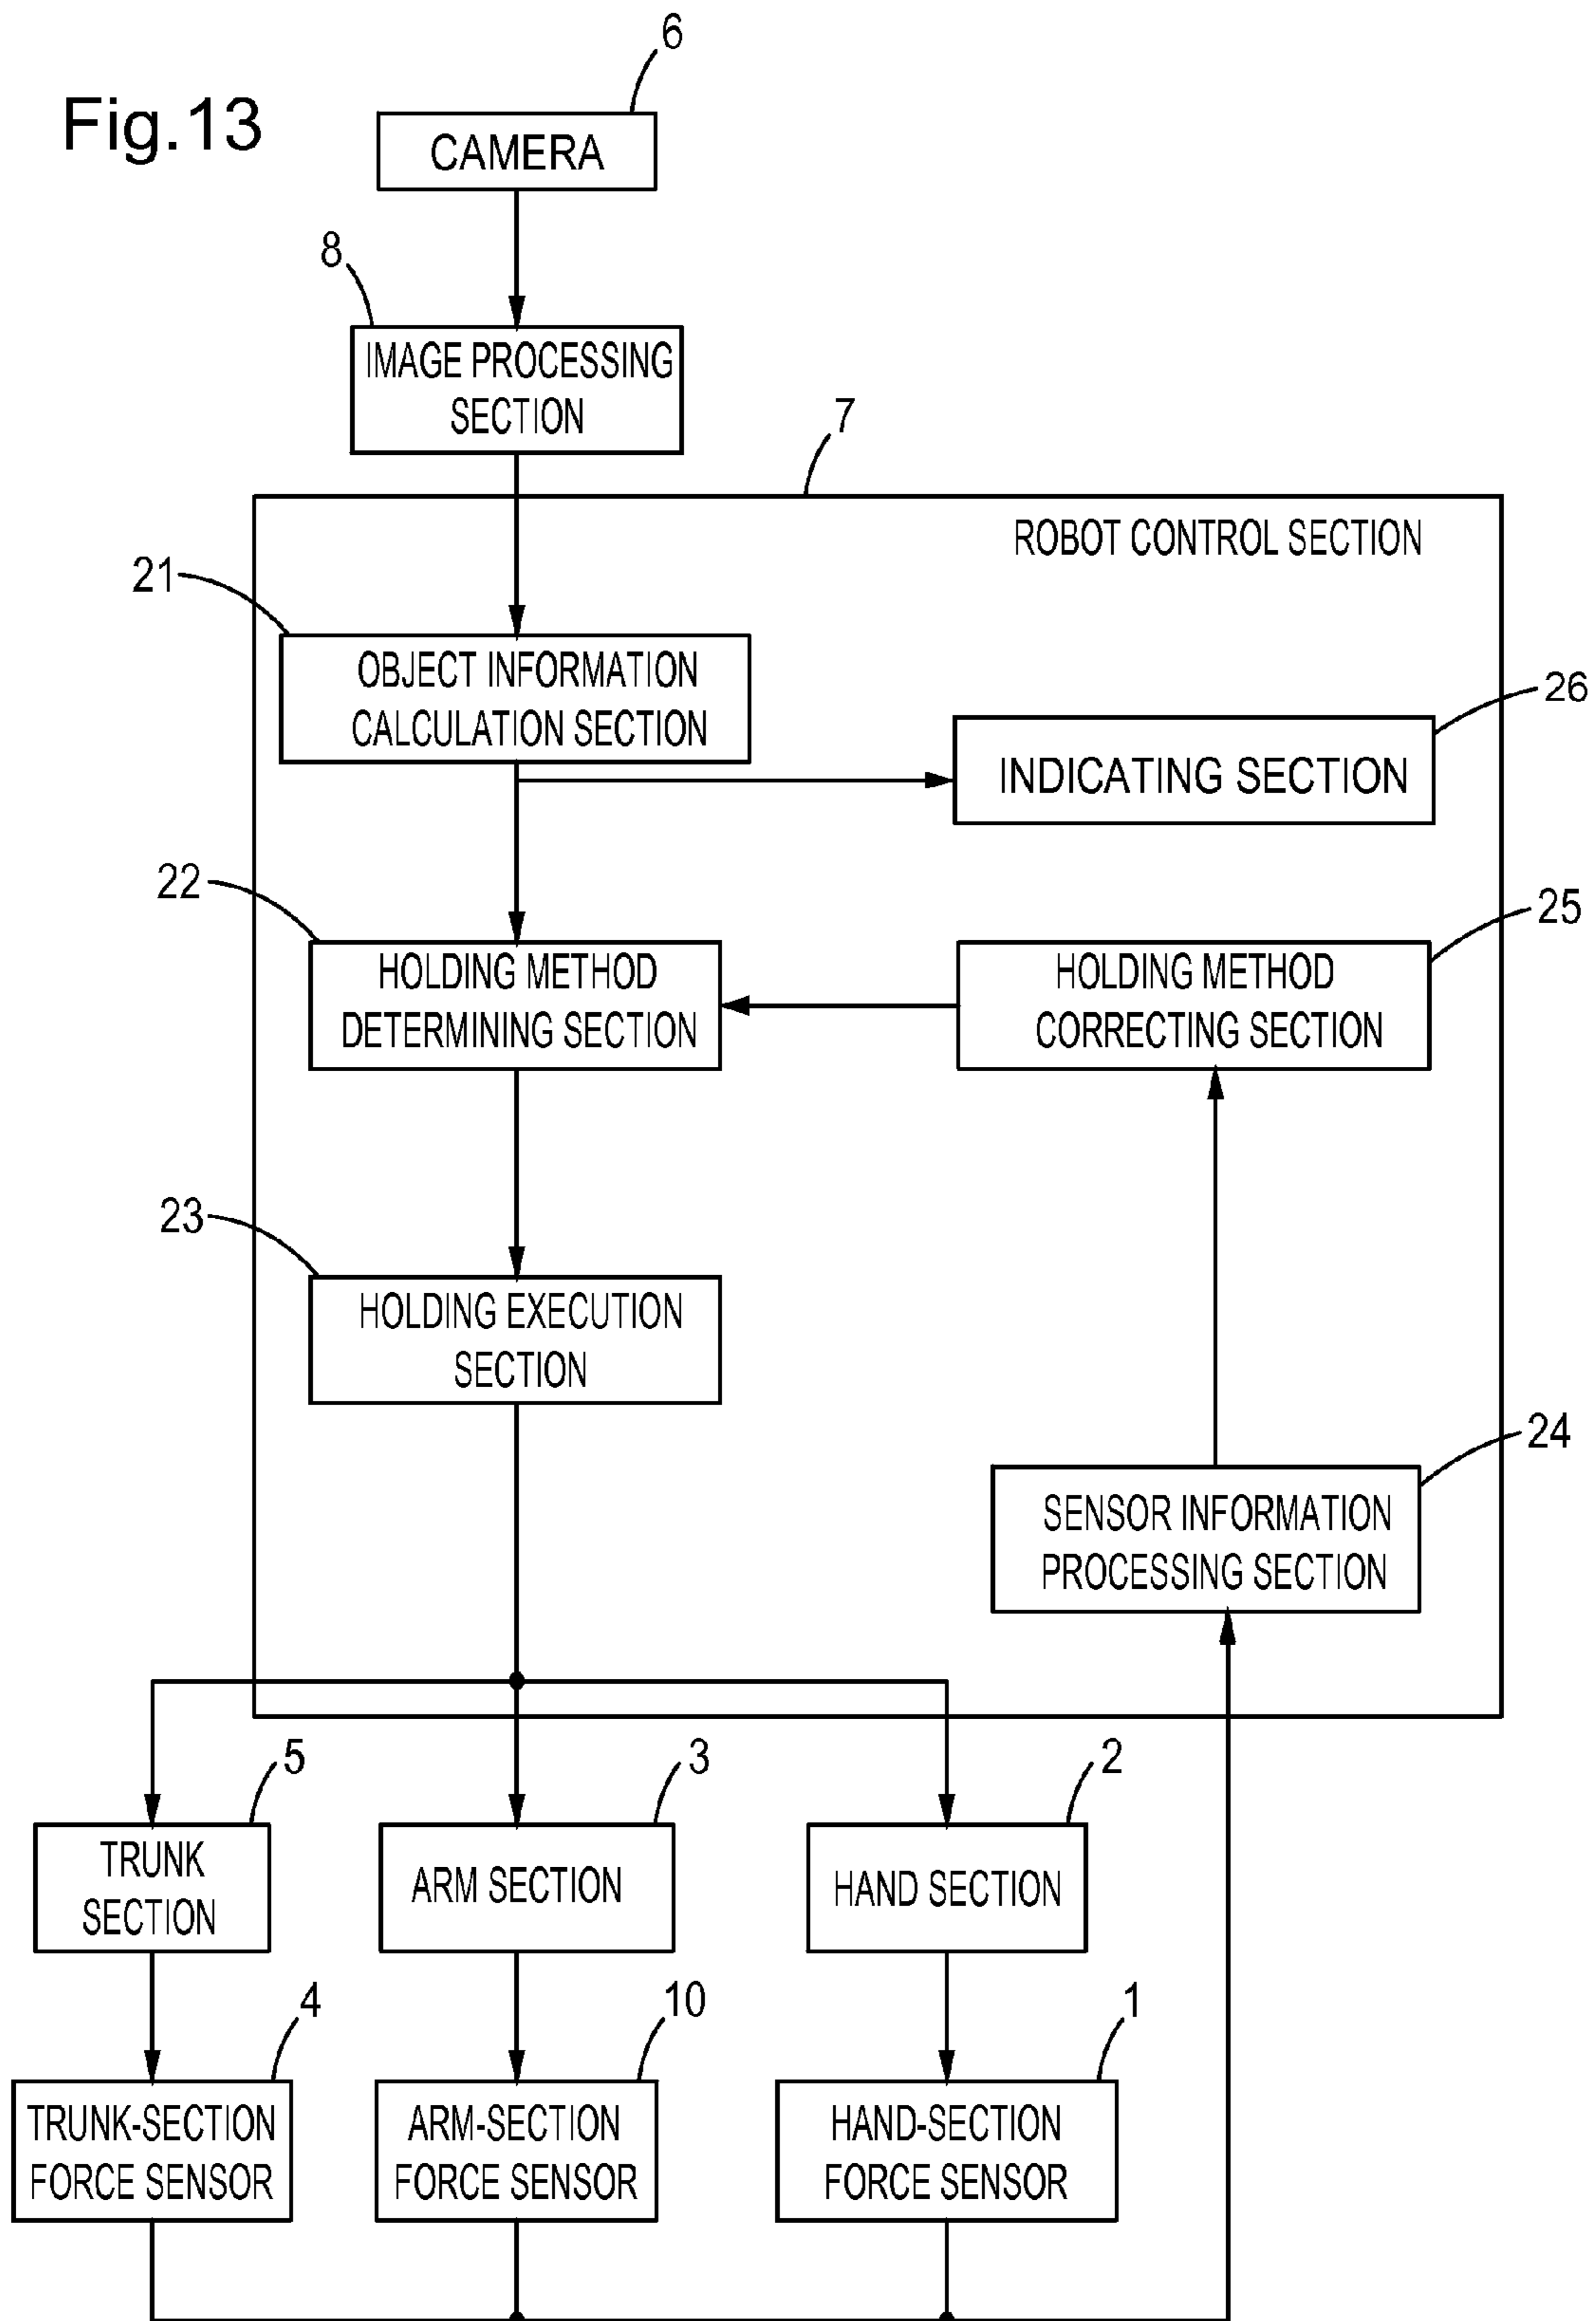 Fig.13
6
CAMERA
8
IMAGE PROCESSING
SECTION
7
ROBOT CONTROL SECTION
21
OBJECT INFORMATION
CALCULATION SECTION
26
INDICATING SECTION
22
HOLDING METHOD
DETERMINING SECTION
25
HOLDING METHOD
CORRECTING SECTION
23
HOLDING EXECUTION
SECTION
24
SENSOR INFORMATION
PROCESSING SECTION
5
TRUNK
SECTION
3
ARM SECTION
2
HAND SECTION
4
TRUNK-SECTION
FORCE SENSOR
10
ARM-SECTION
FORCE SENSOR
1
HAND-SECTION
FORCE SENSOR